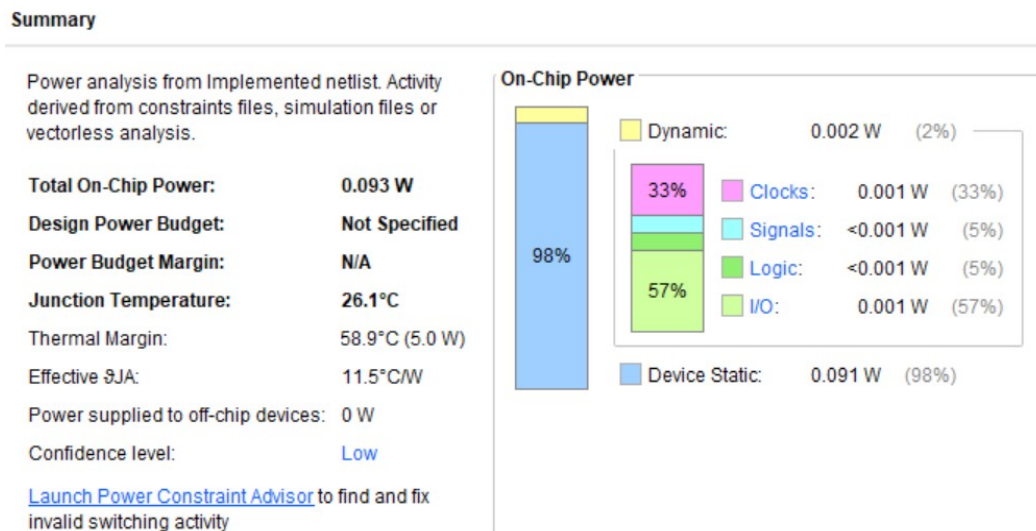 Summary
Power analysis from Implemented netlist. Activity
derived from constraints files, simulation files or
vectorless analysis.
Total On-Chip Power: 0.093 W
Design Power Budget: Not Specified
Power Budget Margin: N/A
Junction Temperature: 26.1°C
Thermal Margin: 58.9°C (5.0 W)
Effective ϑJA: 11.5°C/W
Power supplied to off-chip devices: 0 W
Confidence level: Low
Launch Power Constraint Advisor to find and fix
invalid switching activity
On-Chip Power
98%
Dynamic: 0.002 W (2%)
33%
57%
Clocks: 0.001 W (33%)
Signals: <0.001 W (5%)
Logic: <0.001 W (5%)
I/O: 0.001 W (57%)
Device Static: 0.091 W (98%)